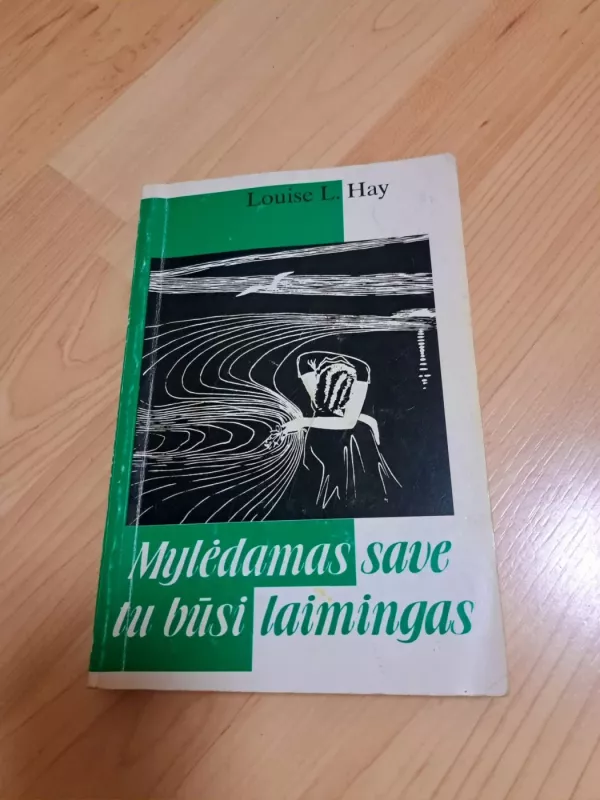 Louise L. Hay
Mylėdamas save
tu būsi laimingas